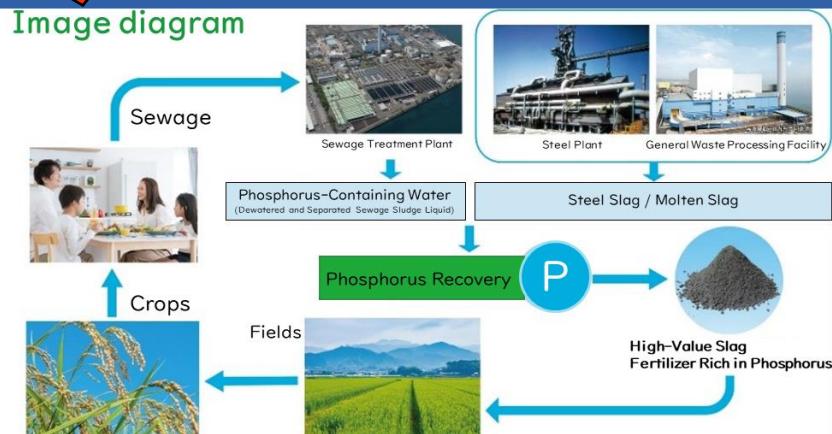 Image diagram
Sewage
Sewage Treatment Plant
Steel Plant
General Waste Processing Facility
Phosphorus-Containing Water
(Dewatered and Separated Sewage Sludge Liquid)
Steel Slag / Molten Slag
Phosphorus Recovery
P
High-Value Slag
Fertilizer Rich in Phosphorus
Fields
Crops